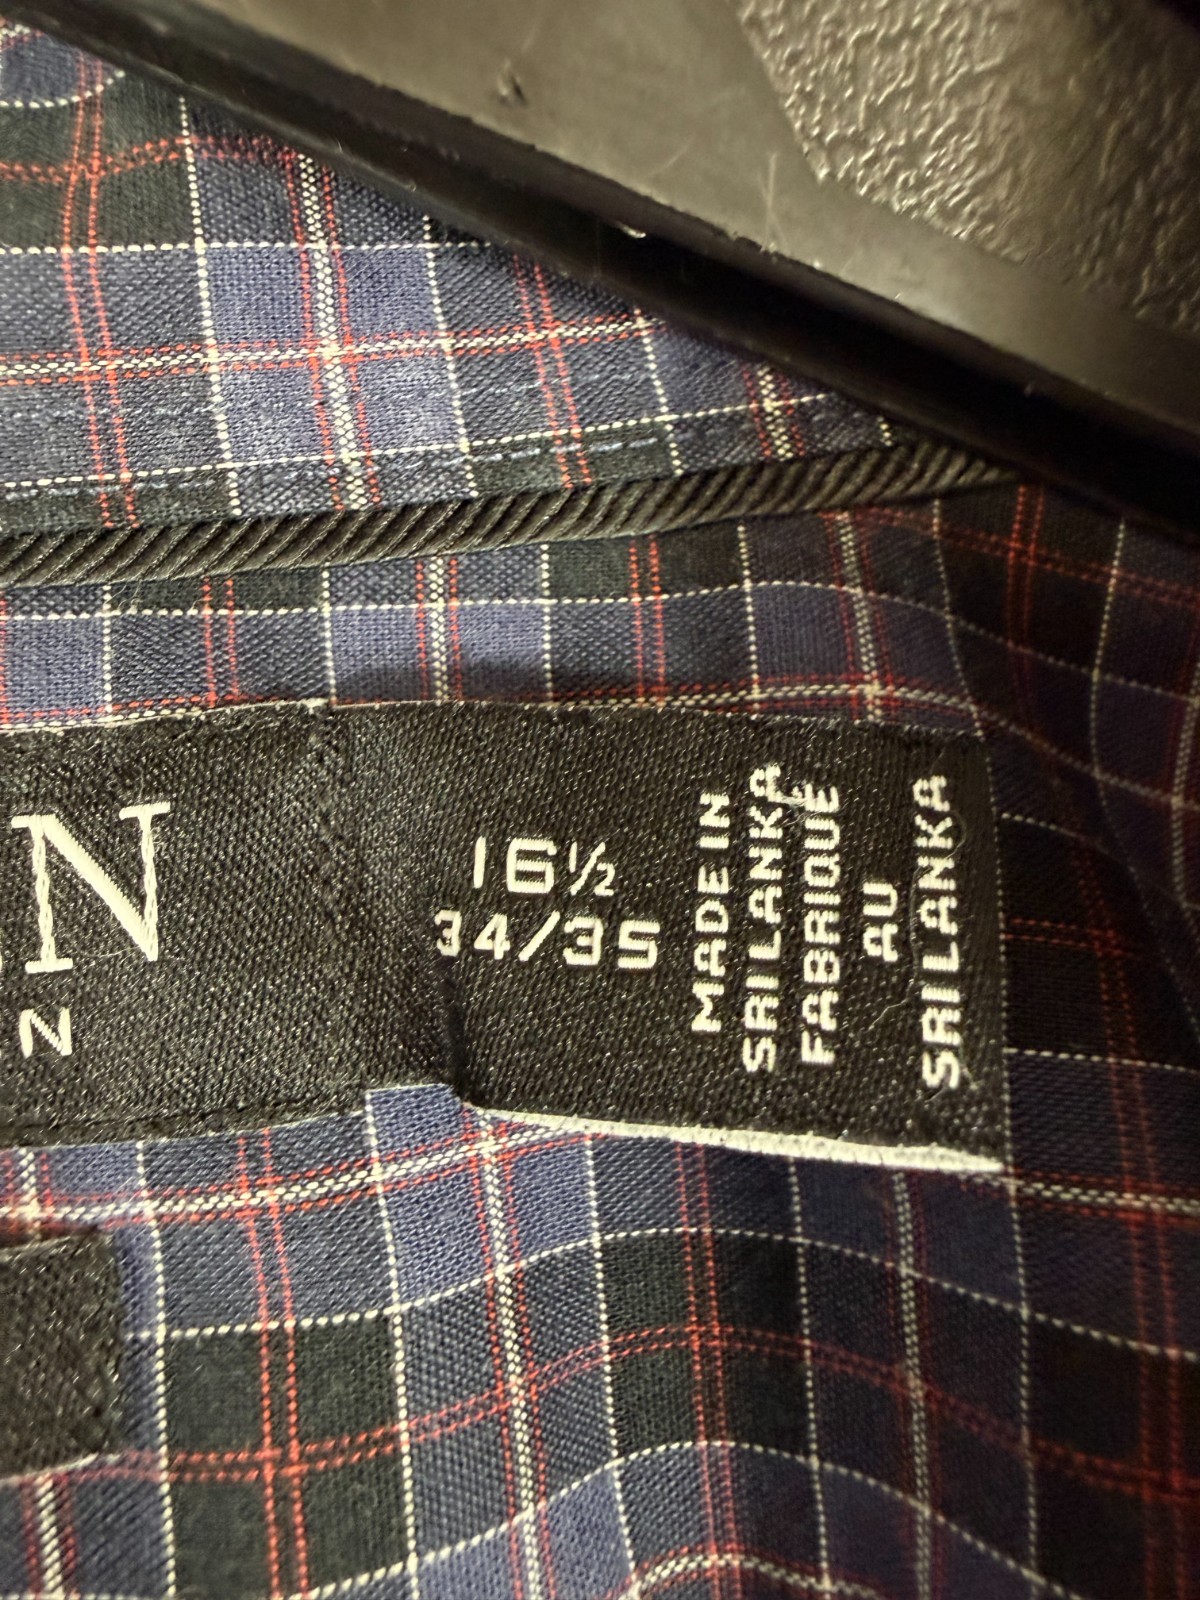 N
N
16½
34/35
MADE IN
SRI LANKA
FABRIQUÉ
AU
SRI LANKA